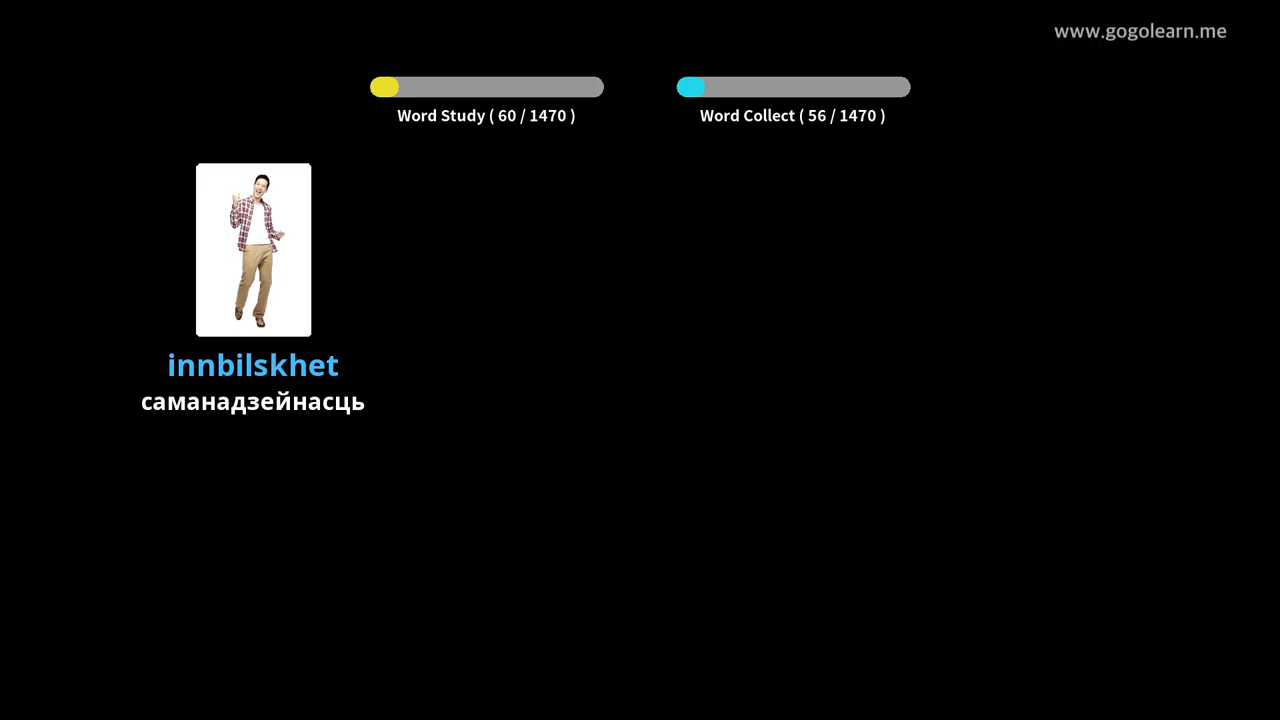 www.gogolearn.me
Word Study ( 60 / 1470 )
Word Collect ( 56 / 1470 )
innbilskhet
саманадзейнасць